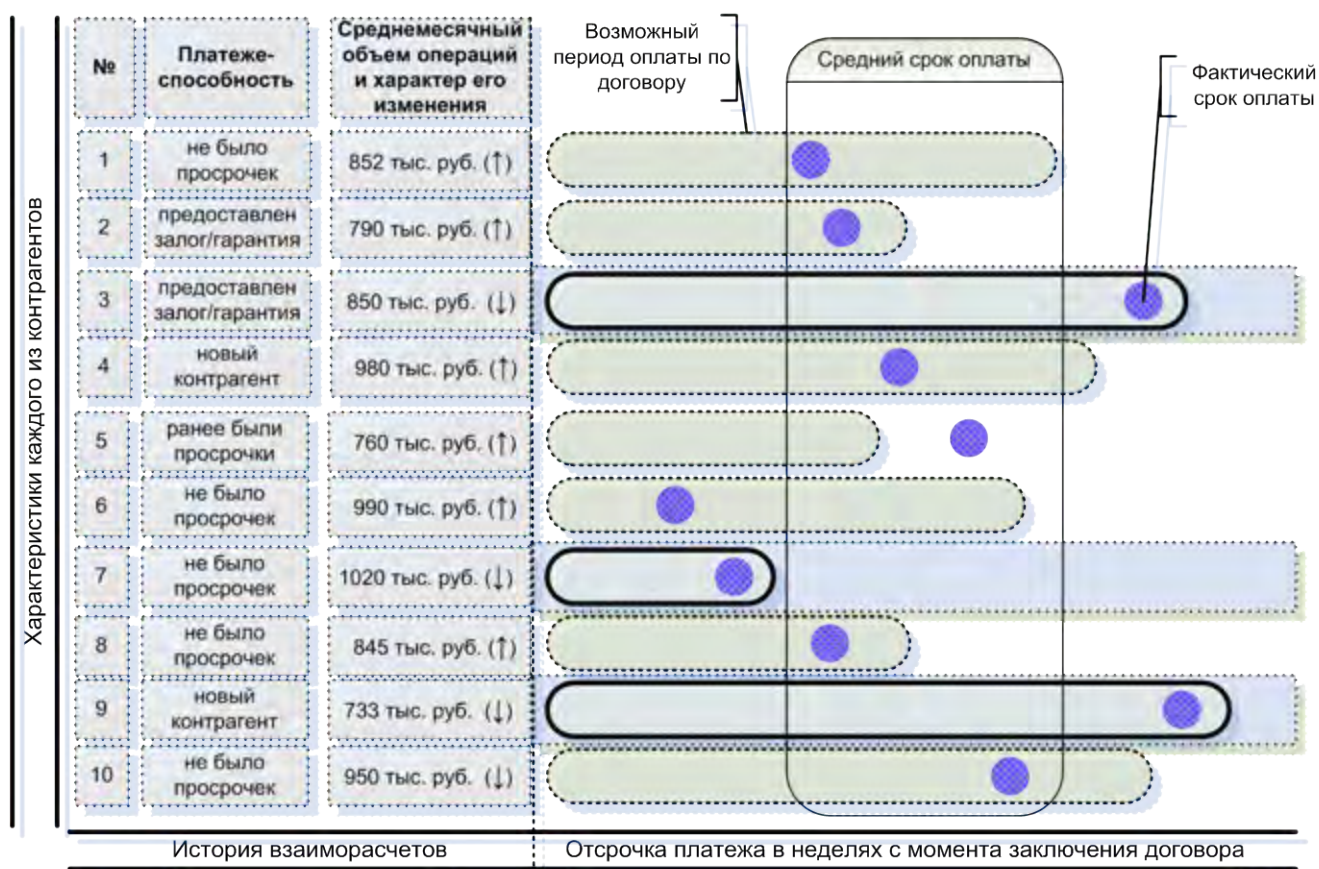 №
Платеже-
способность
Среднемесячный
объем операций
и характер его
изменения
Возможный
период оплаты по
договору
Средний срок оплаты
Фактический
срок оплаты
Характеристики каждого из контрагентов
1
не было
просрочек
852 тыс. руб. (↑)
2
предоставлен
залог/гарантия
790 тыс. руб. (↑)
3
предоставлен
залог/гарантия
850 тыс. руб. (↓)
4
новый
контрагент
980 тыс. руб. (↑)
5
ранее были
просрочки
760 тыс. руб. (↑)
6
не было
просрочек
990 тыс. руб. (↑)
7
не было
просрочек
1020 тыс. руб. (↓)
8
не было
просрочек
845 тыс. руб. (↑)
9
новый
контрагент
733 тыс. руб. (↓)
10
не было
просрочек
950 тыс. руб. (↓)
История взаиморасчетов
Отсрочка платежа в неделях с момента заключения договора